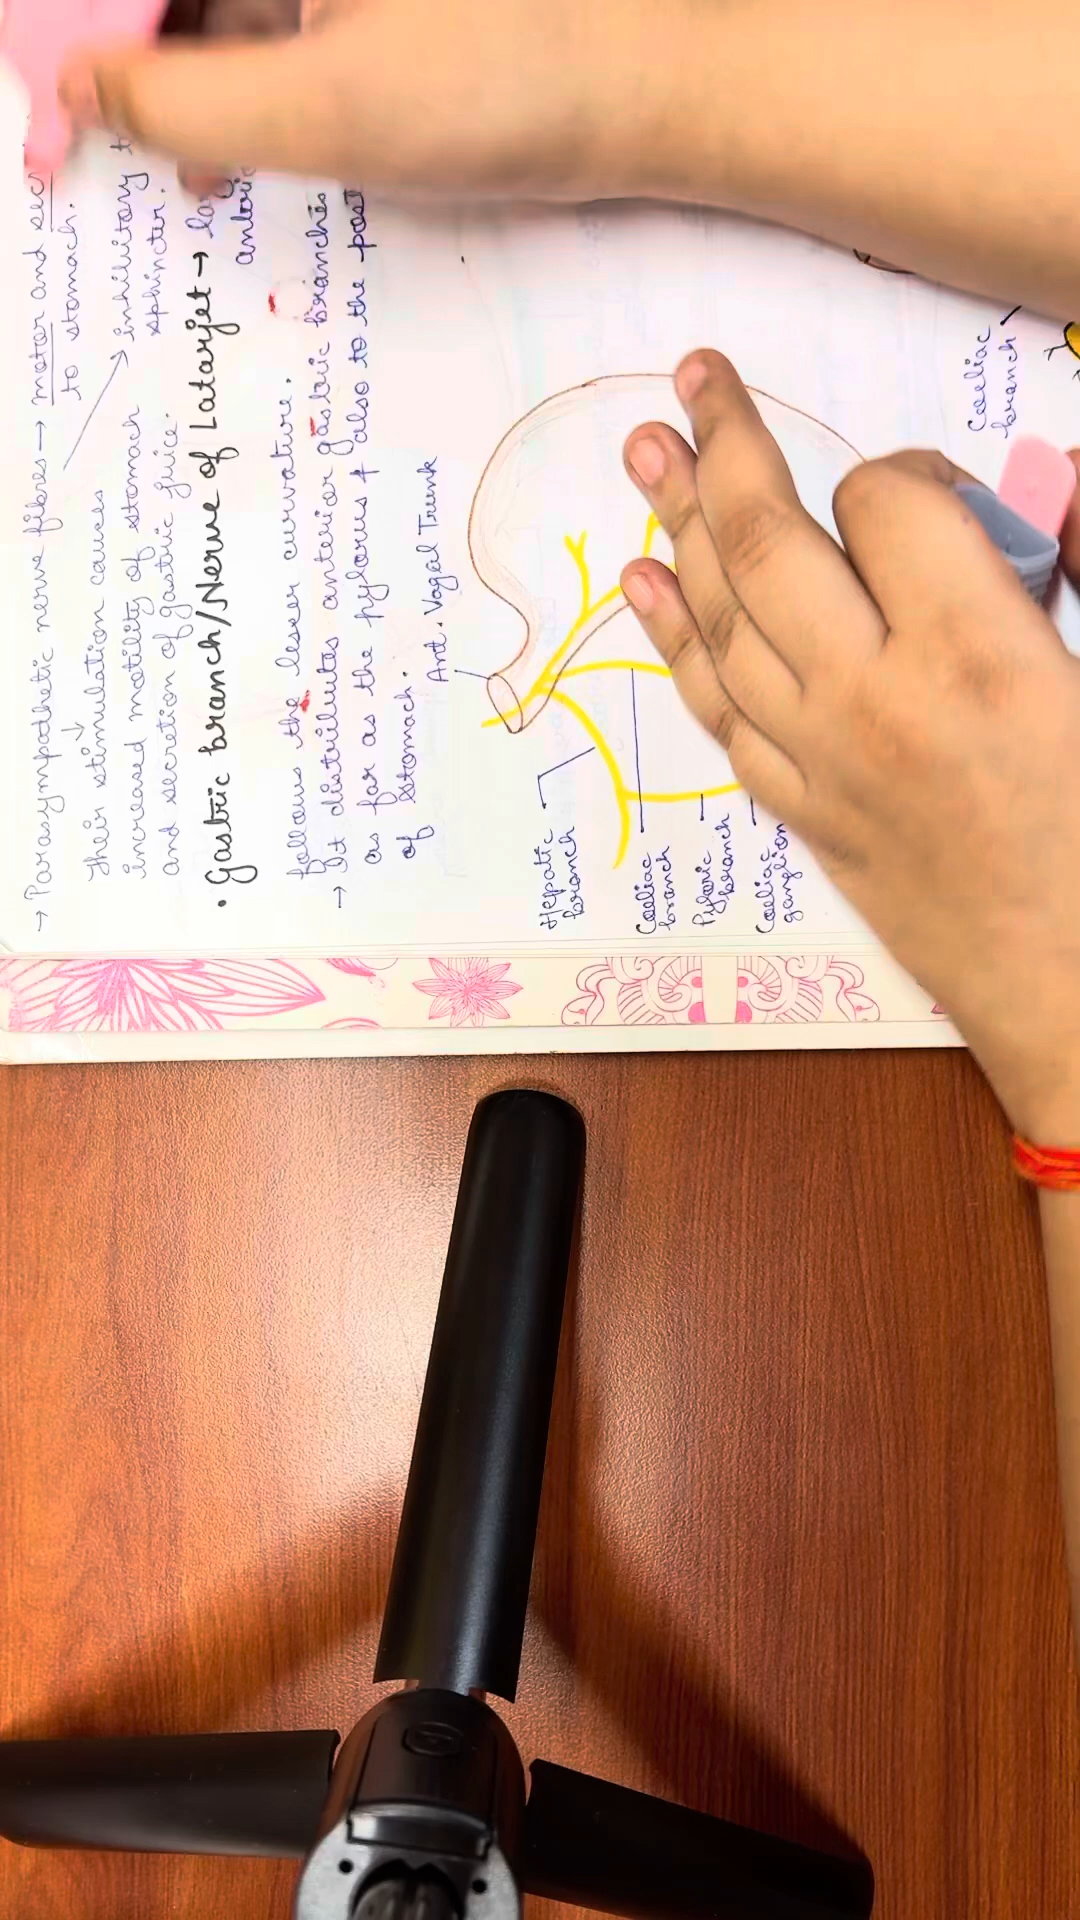 → Parasympathetic nerve fibres → motor and
to stomach.
Their stimulation causes
increased motility of stomach
and secretion of gastric juice.
→ inhibitory
sphincter.
• Gastric branch/Nerve of Latarjet →
follows the leser curvature.
→ It distributes anterior gastric branches
as far as the pylorus & also to the post
of stomach.
Ant. Vagal Trunk
Hepatic
branch
Coeliac
branch
Pyloric
branch
Coeliac
ganglion
Coeliac
branch